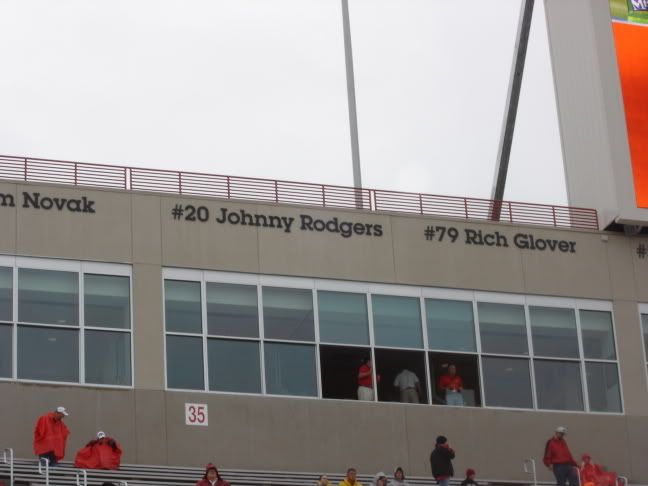 m Novak
#20 Johnny Rodgers
#79 Rich Glover
#
35